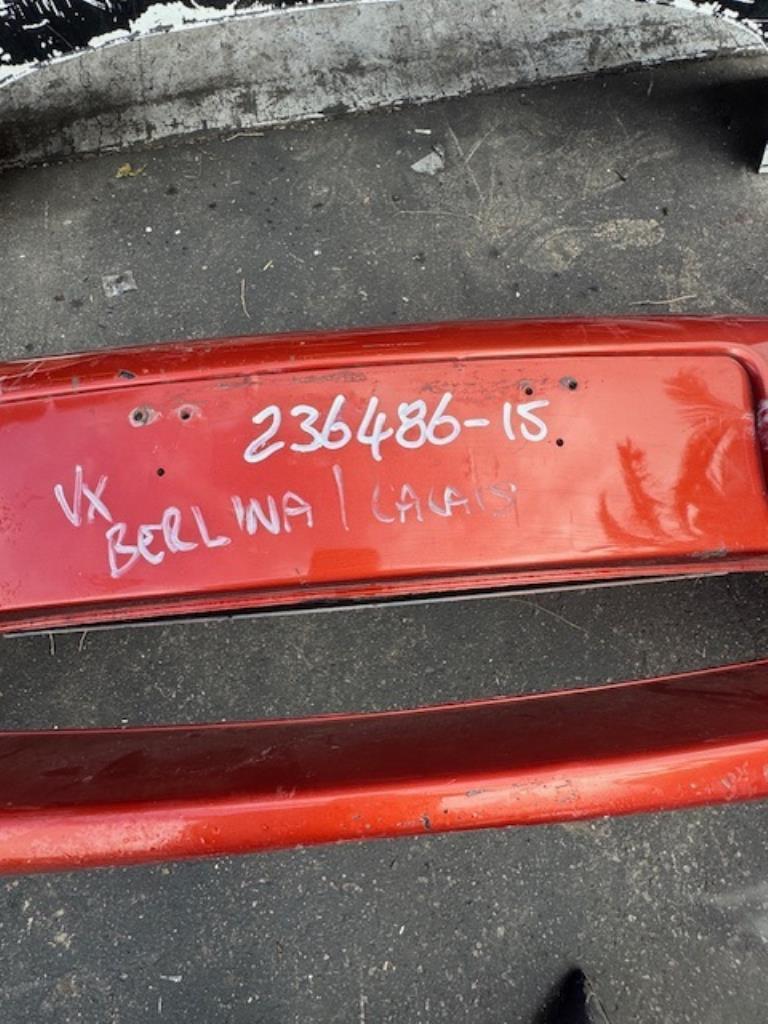 236486-15
VX
BERLINA | CALAIS